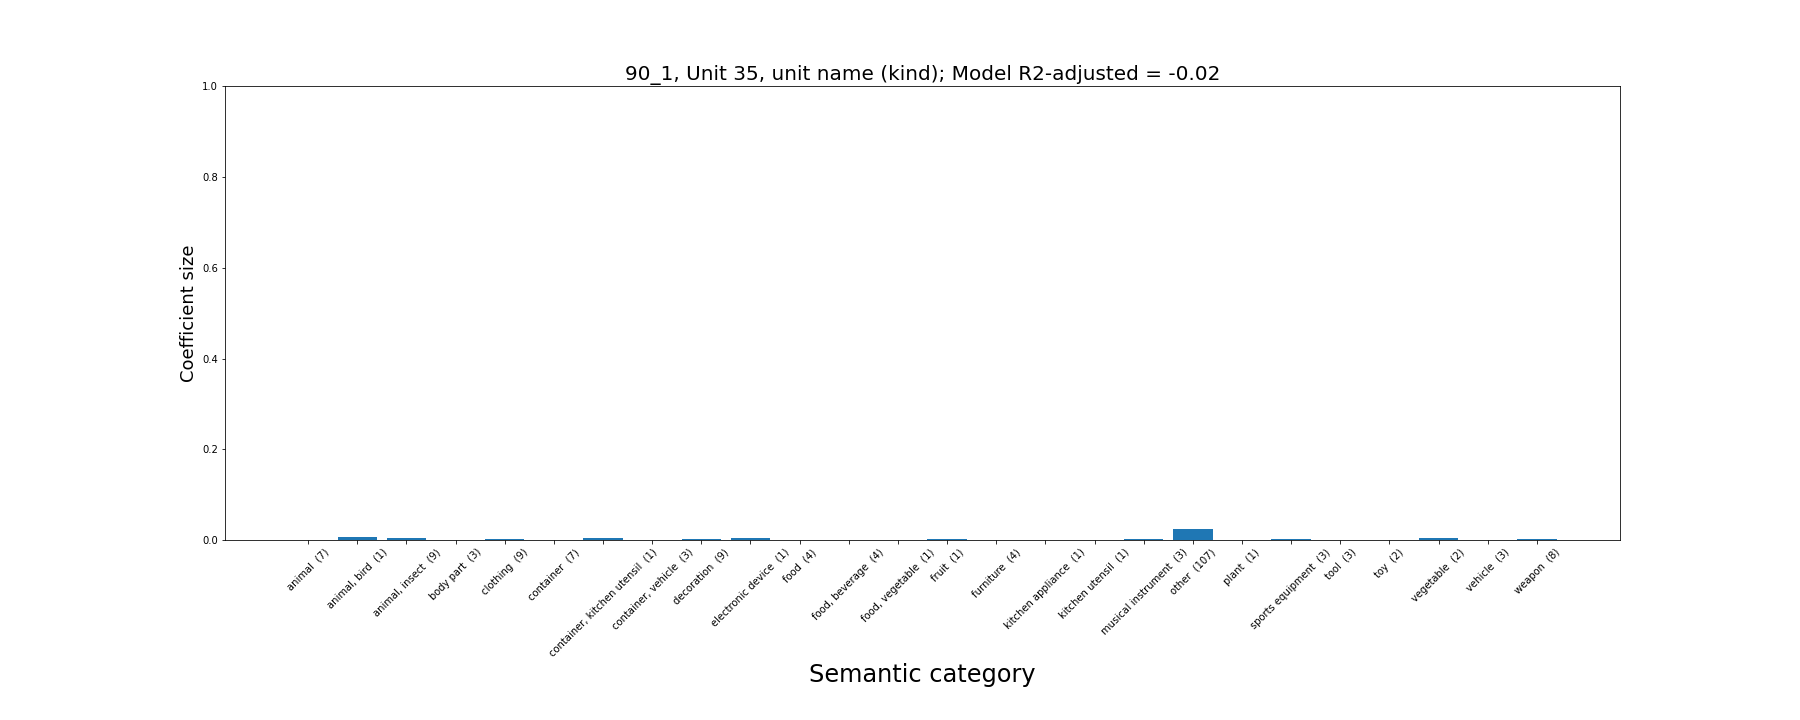 90_1, Unit 35, unit name (kind); Model R2-adjusted = -0.02
Coefficient size
1.0
0.8
0.6
0.4
0.2
0.0
animal (7)
animal, bird (1)
animal, insect (9)
body part (3)
clothing (9)
container (7)
container, kitchen utensil (1)
container, vehicle (3)
decoration (9)
electronic device (1)
food (4)
food, beverage (4)
food, vegetable (1)
fruit (1)
furniture (4)
kitchen appliance (1)
kitchen utensil (1)
musical instrument (3)
other (107)
plant (1)
sports equipment (3)
tool (3)
toy (2)
vegetable (2)
vehicle (3)
weapon (8)
Semantic category